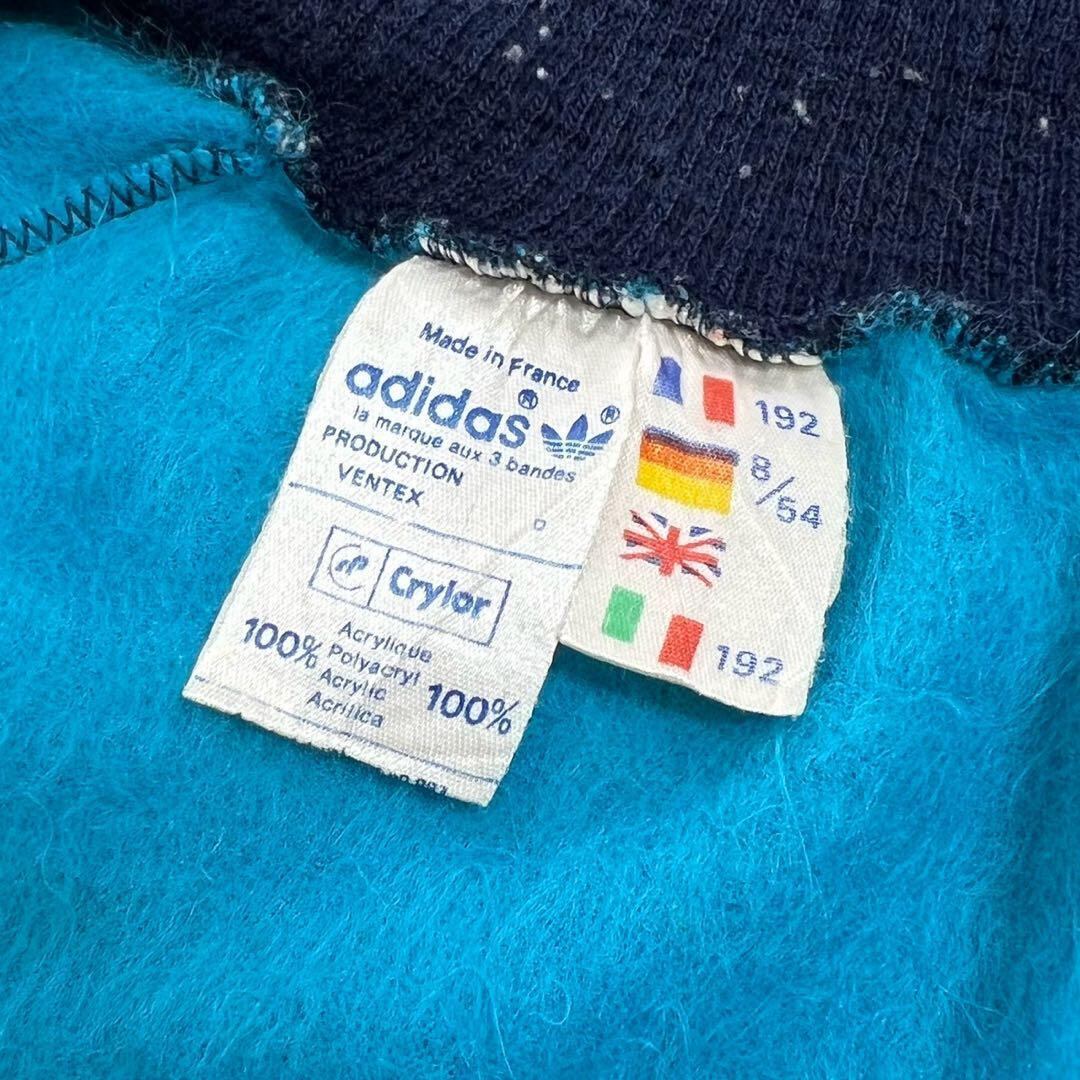 Made in France
adidas®
®
la marque aux 3 bandes
PRODUCTION
VENTEX
D
Crylor
Acrylique
100% Polyacryl
Acrylic 100%
Acrilica
192
8/54
192